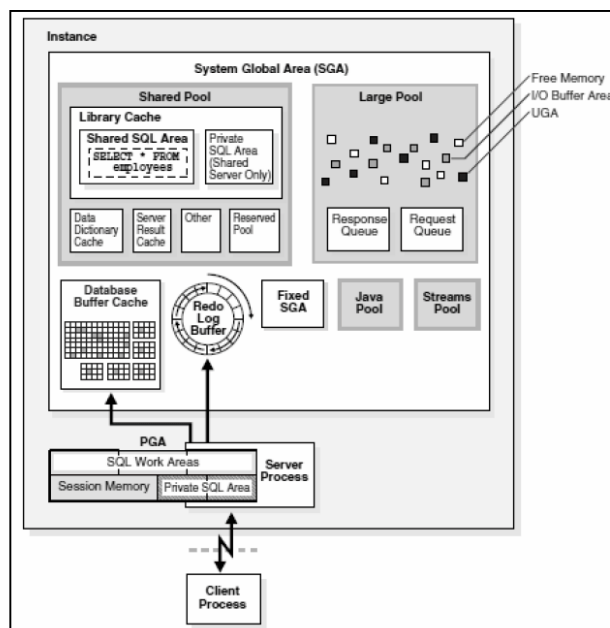 Instance
System Global Area (SGA)
Shared Pool
Library Cache
Shared SQL Area
SELECT * FROM
employees
Private
SQL Area
(Shared
Server Only)
Data
Dictionary
Cache
Server
Result
Cache
Other
Reserved
Pool
Large Pool
Free Memory
I/O Buffer Area
UGA
Response
Queue
Request
Queue
Database
Buffer Cache
Redo
Log
Buffer
Fixed
SGA
Java
Pool
Streams
Pool
PGA
SQL Work Areas
Session Memory
Private SQL Area
Server
Process
Client
Process